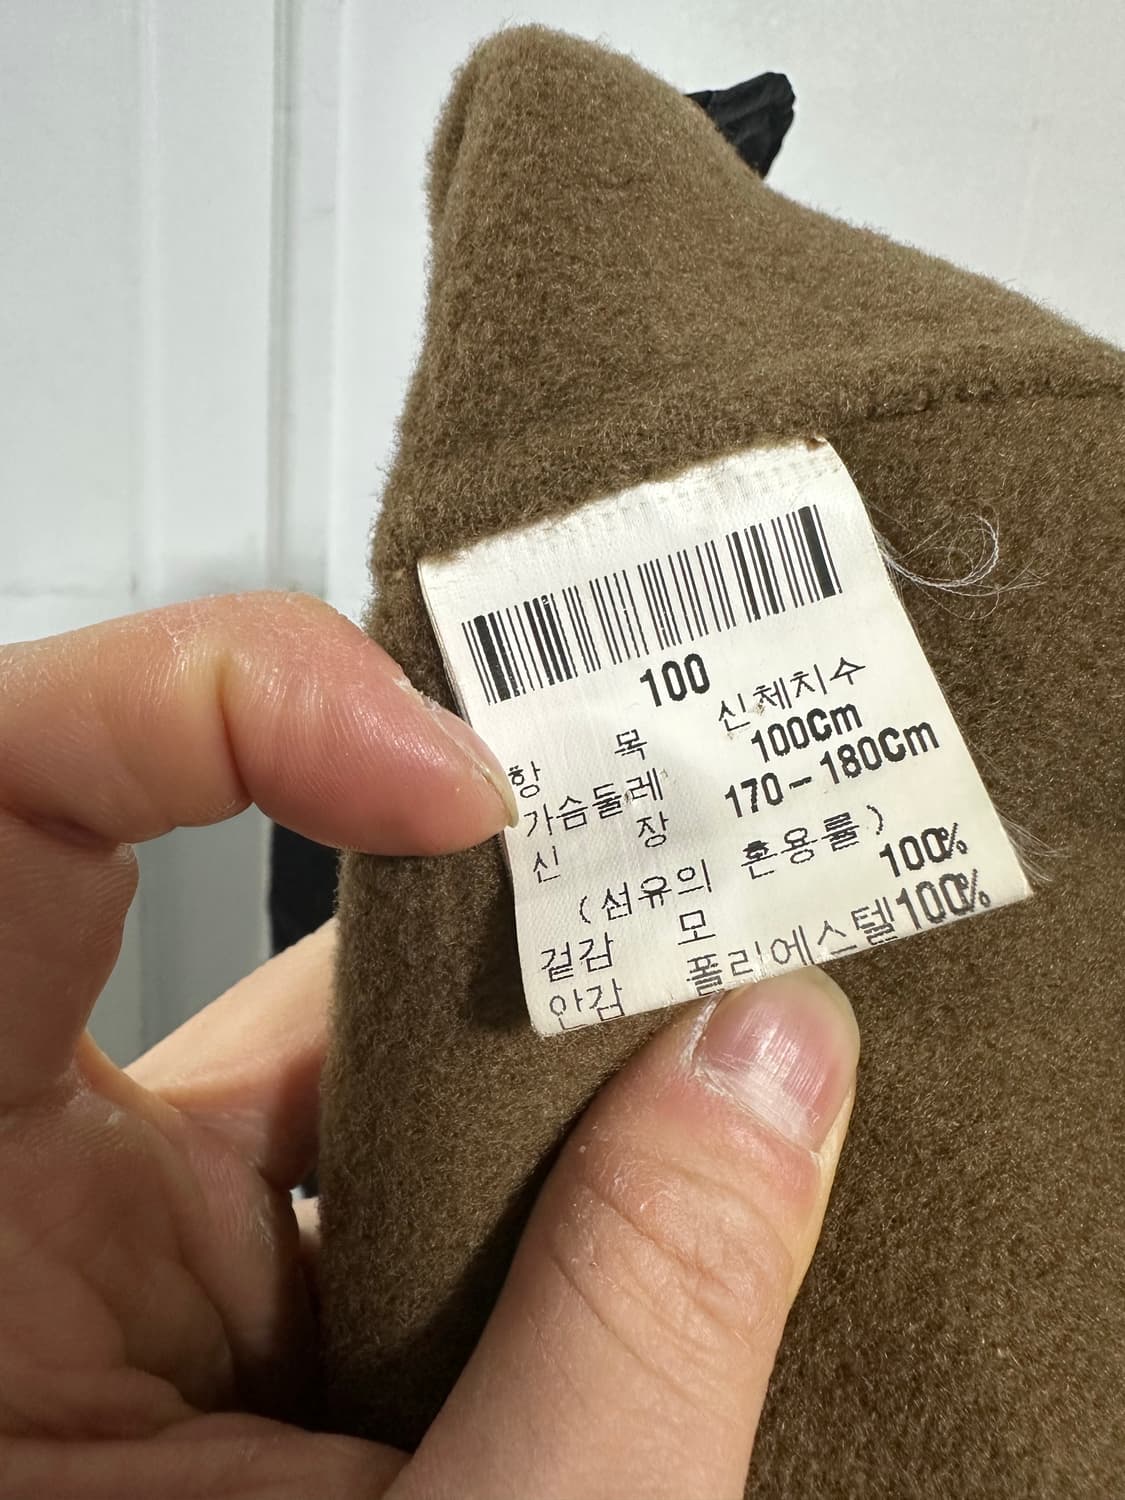 100
항 목 신체치수
가슴둘레 100Cm
신 장 170-180Cm
(섬유의 혼용률)
겉감 모 100%
안감 폴리에스텔 100%